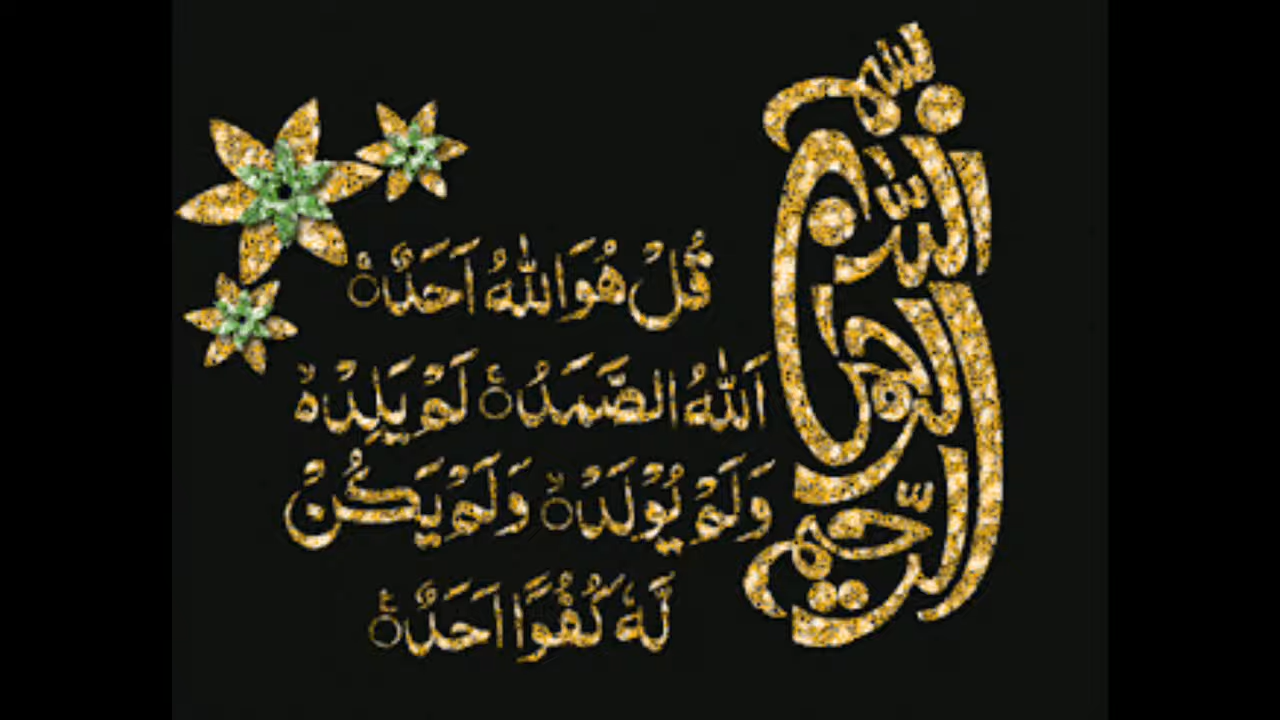 بسم الله الرحمن الرحيم
قُلْ هُوَ اللّٰهُ اَحَدٌ ۚ
اَللّٰهُ الصَّمَدُ ۚ لَمْ يَلِدْ ۙ
وَلَمْ يُوْلَدْ ۙ وَلَمْ يَكُنْ
لَّهٗ كُفُوًا اَحَدٌ ۚ